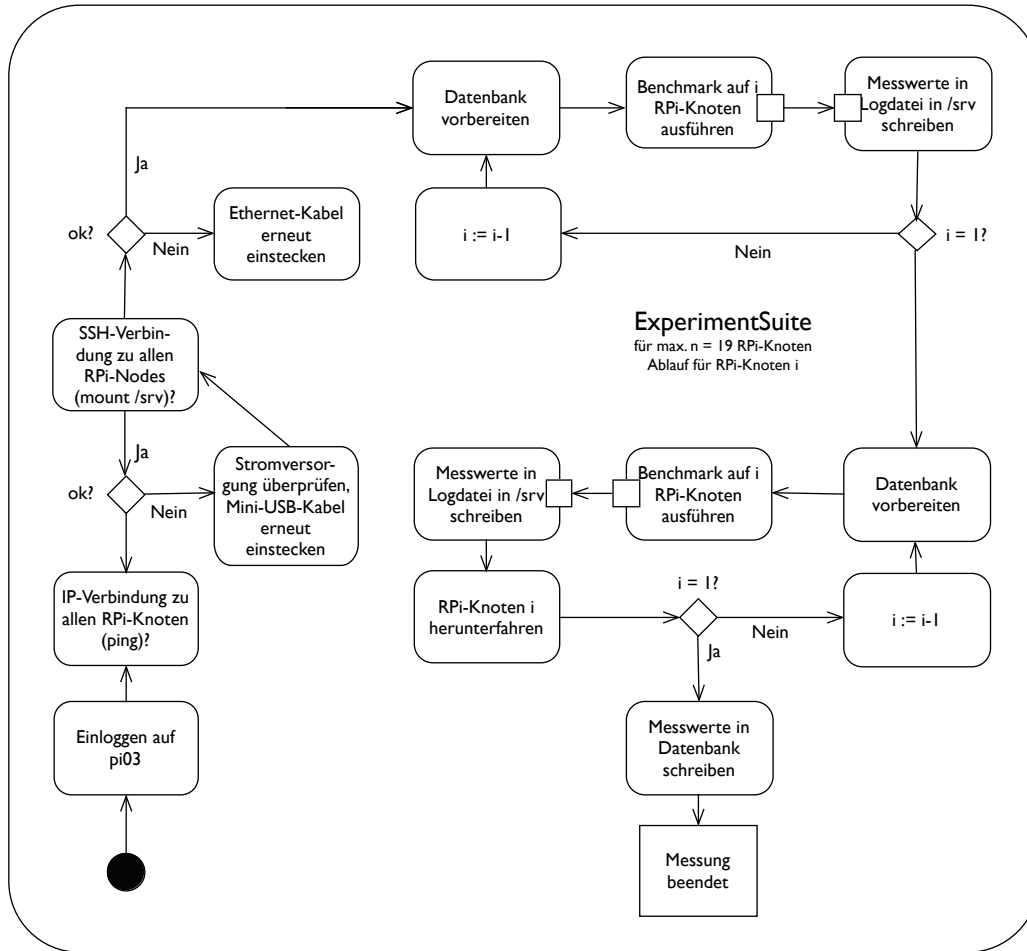 Datenbank
vorbereiten
Benchmark auf i
RPi-Knoten
ausführen
Messwerte in
Logdatei in /srv
schreiben
Ja
ok?
Nein
Ethernet-Kabel
erneut
einstecken
i := i-1
Nein
i = 1?
ExperimentSuite
für max. n = 19 RPi-Knoten
Ablauf für RPi-Knoten i
SSH-Verbin-
dung zu allen
RPi-Nodes
(mount /srv)?
Ja
ok?
Nein
Stromversor-
gung überprüfen,
Mini-USB-Kabel
erneut
einstecken
Messwerte in
Logdatei in /srv
schreiben
Benchmark auf i
RPi-Knoten
ausführen
Datenbank
vorbereiten
IP-Verbindung zu
allen RPi-Knoten
(ping)?
RPi-Knoten i
herunterfahren
i = 1?
Nein
Ja
i := i-1
Einloggen auf
pi03
Messwerte in
Datenbank
schreiben
Messung
beendet